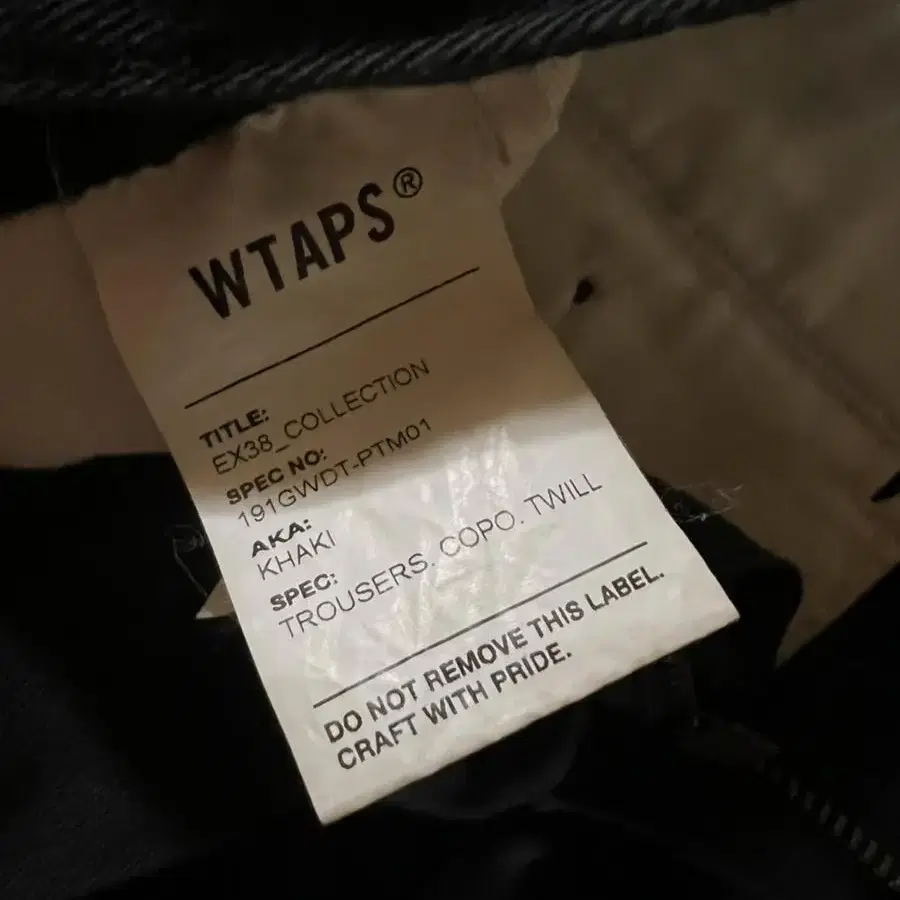 WTAPS®
TITLE:
EX38_COLLECTION
SPEC NO:
191GWDT-PTM01
AKA:
KHAKI
SPEC:
TROUSERS. COPO. TWILL
DO NOT REMOVE THIS LABEL.
CRAFT WITH PRIDE.